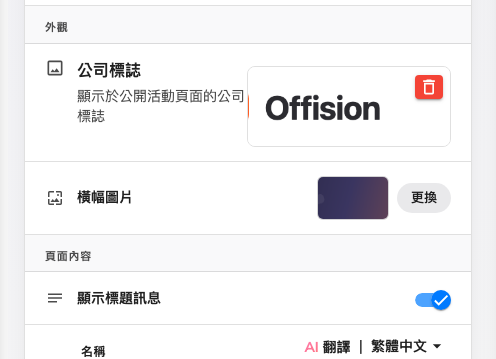 外觀
公司標誌
顯示於公開活動頁面的公司
標誌
Offision
橫幅圖片
更換
頁面內容
顯示標題訊息
名稱
AI 翻譯 | 繁體中文